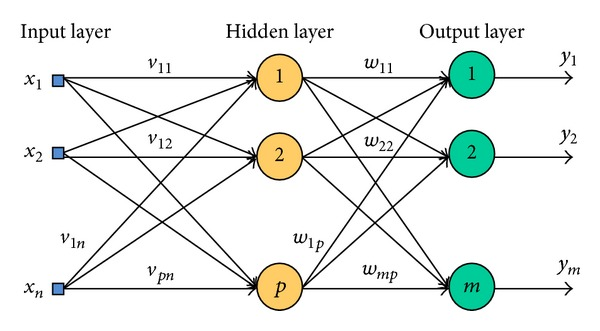 Input layer Hidden layer Output layer
x1 v11 1 w11 1 y1
x2 v12 2 w22 2 y2
v1n w1p
xn vpn p wmp m ym